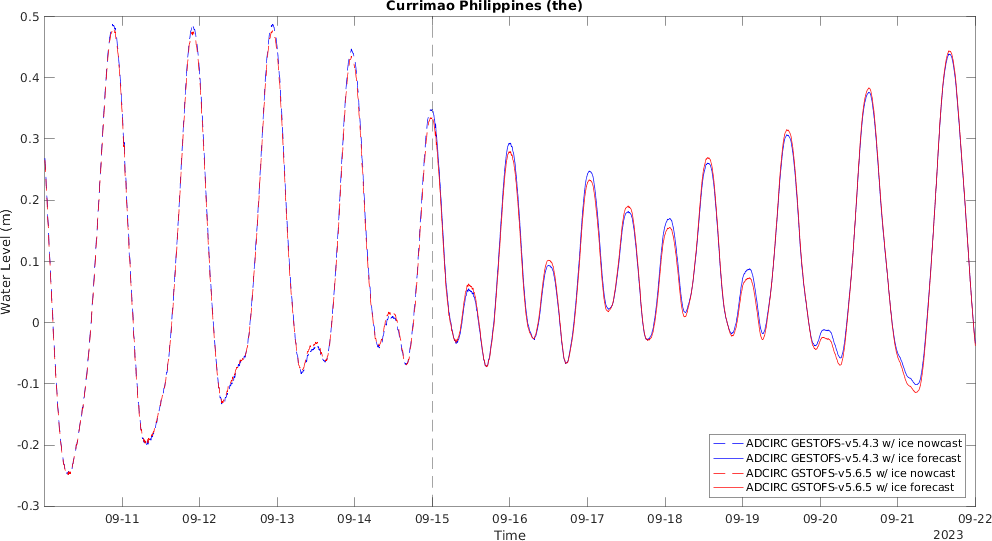 Currimao Philippines (the)
0.5
0.4
0.3
0.2
0.1
0
-0.1
-0.2
-0.3
Water Level (m)
ADCIRC GESTOFS-v5.4.3 w/ ice nowcast
ADCIRC GESTOFS-v5.4.3 w/ ice forecast
ADCIRC GSTOFS-v5.6.5 w/ ice nowcast
ADCIRC GSTOFS-v5.6.5 w/ ice forecast
09-11 09-12 09-13 09-14 09-15 09-16 09-17 09-18 09-19 09-20 09-21 09-22
Time
2023